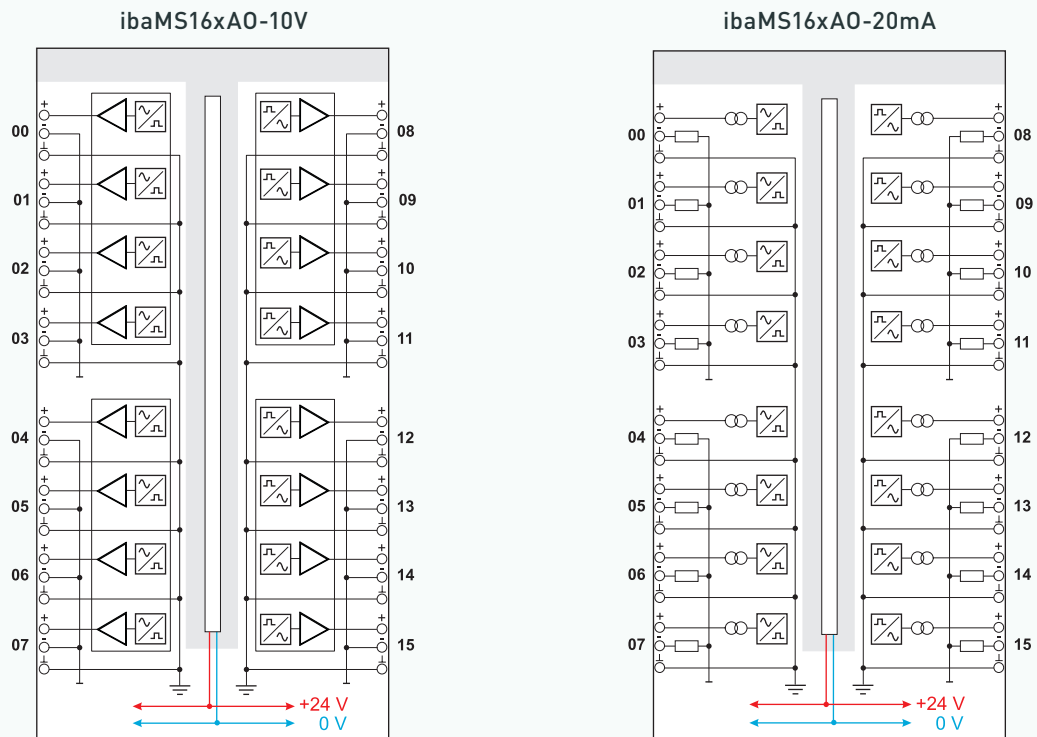 ibaMS16xAO-10V
ibaMS16xAO-20mA
+ 00 - ⊥
+ 01 - ⊥
+ 02 - ⊥
+ 03 - ⊥
+ 04 - ⊥
+ 05 - ⊥
+ 06 - ⊥
+ 07 - ⊥
+ 08 - ⊥
+ 09 - ⊥
+ 10 - ⊥
+ 11 - ⊥
+ 12 - ⊥
+ 13 - ⊥
+ 14 - ⊥
+ 15 - ⊥
+24 V
0 V
+ 00 - ⊥
+ 01 - ⊥
+ 02 - ⊥
+ 03 - ⊥
+ 04 - ⊥
+ 05 - ⊥
+ 06 - ⊥
+ 07 - ⊥
+ 08 - ⊥
+ 09 - ⊥
+ 10 - ⊥
+ 11 - ⊥
+ 12 - ⊥
+ 13 - ⊥
+ 14 - ⊥
+ 15 - ⊥
+24 V
0 V